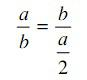 a/b = b/(a/2)